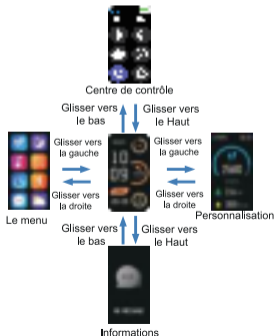 Centre de contrôle
Glisser vers
le bas
Glisser vers
le Haut
Glisser vers
la gauche
Glisser vers
la gauche
10
09
Glisser vers
la droite
Glisser vers
la droite
Le menu
Personnalisation
Glisser vers
le bas
Glisser vers
le Haut
Informations